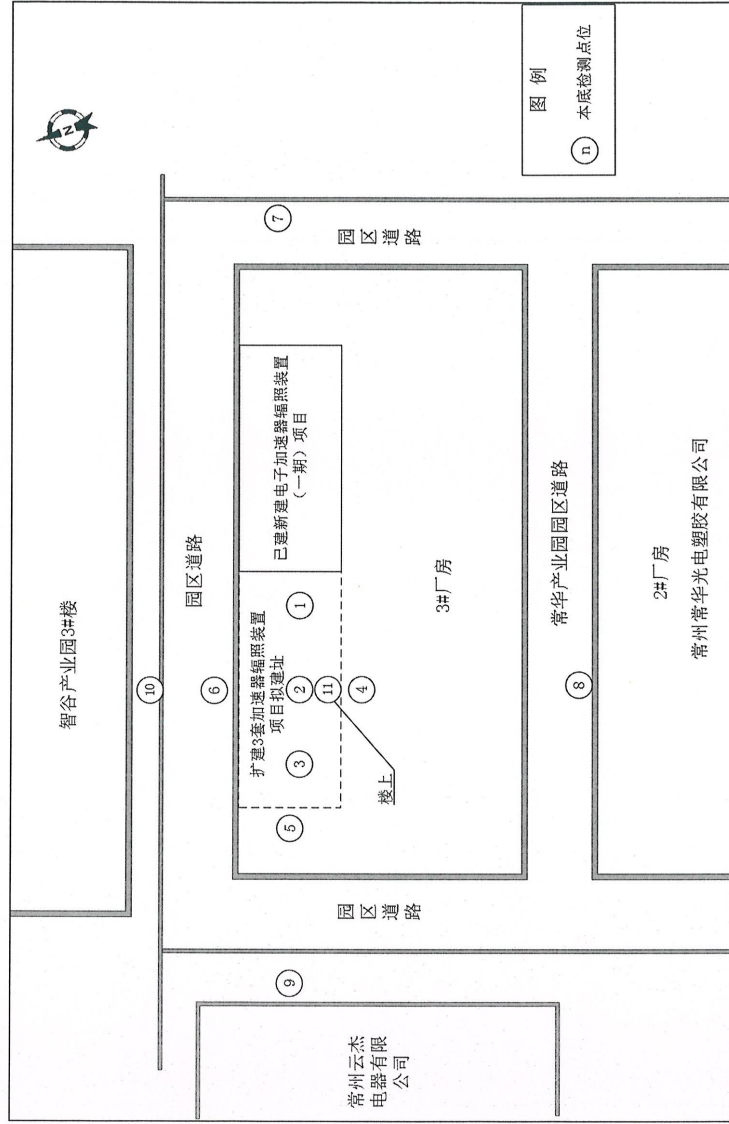 N
智谷产业园3#楼
⑩
园区道路
⑥
⑦
园区道路
扩建3套加速器辐照装置
项目拟建址
已建新建电子加速器辐照装置
（一期）项目
①
②
③
⑪
④
⑤
楼上
3#厂房
园区道路
⑨
常州云杰
电器有限
公司
常华产业园园区道路
⑧
2#厂房
常州常华光电塑胶有限公司
图 例
ⓝ 本底检测点位